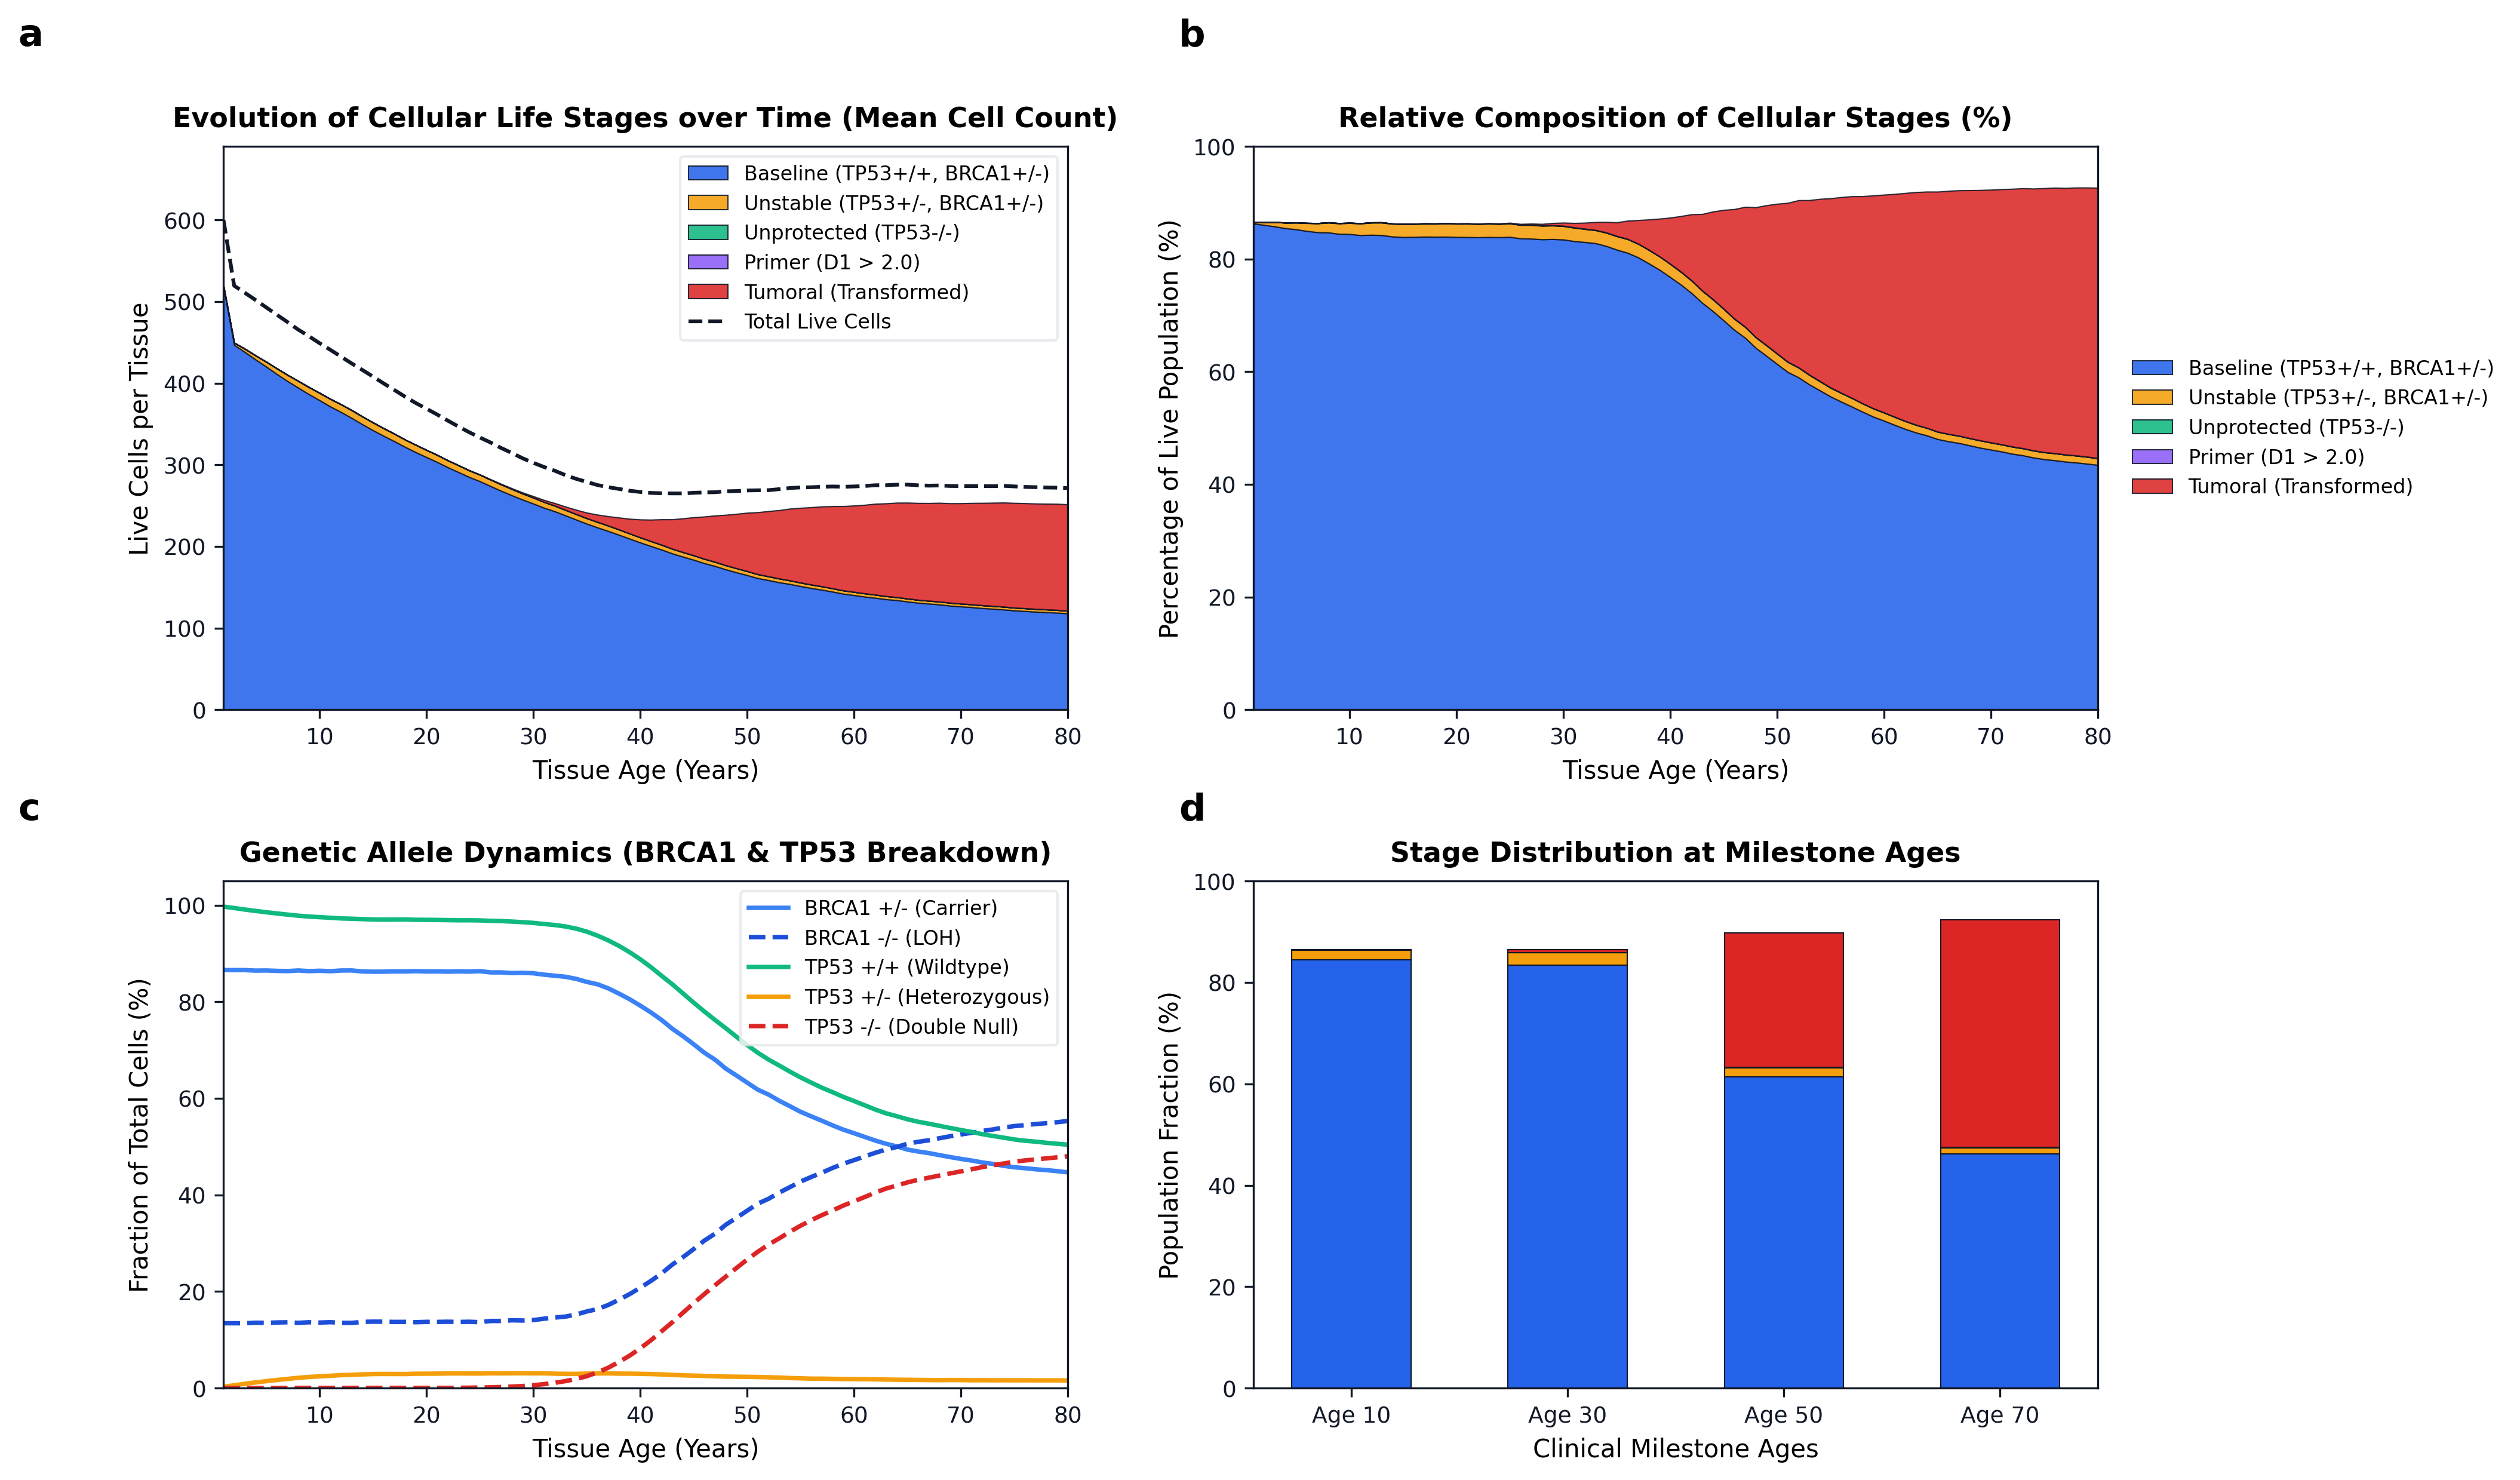 a
Evolution of Cellular Life Stages over Time (Mean Cell Count)
Live Cells per Tissue
600
500
400
300
200
100
0
10 20 30 40 50 60 70 80
Tissue Age (Years)
Baseline (TP53+/+, BRCA1+/-)
Unstable (TP53+/-, BRCA1+/-)
Unprotected (TP53-/-)
Primer (D1 > 2.0)
Tumoral (Transformed)
Total Live Cells
b
Relative Composition of Cellular Stages (%)
Percentage of Live Population (%)
100
80
60
40
20
0
10 20 30 40 50 60 70 80
Tissue Age (Years)
Baseline (TP53+/+, BRCA1+/-)
Unstable (TP53+/-, BRCA1+/-)
Unprotected (TP53-/-)
Primer (D1 > 2.0)
Tumoral (Transformed)
c
Genetic Allele Dynamics (BRCA1 & TP53 Breakdown)
Fraction of Total Cells (%)
100
80
60
40
20
0
10 20 30 40 50 60 70 80
Tissue Age (Years)
BRCA1 +/- (Carrier)
BRCA1 -/- (LOH)
TP53 +/+ (Wildtype)
TP53 +/- (Heterozygous)
TP53 -/- (Double Null)
d
Stage Distribution at Milestone Ages
Population Fraction (%)
100
80
60
40
20
0
Age 10 Age 30 Age 50 Age 70
Clinical Milestone Ages